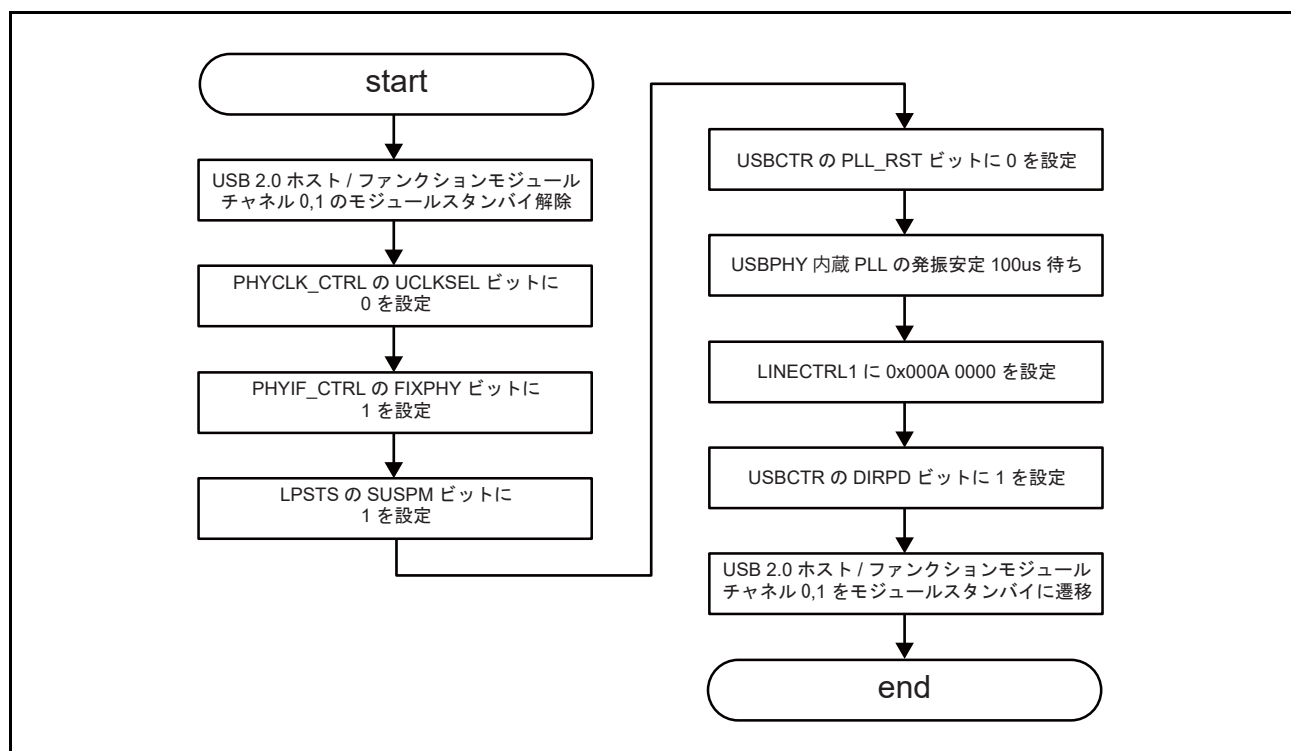 start
USB 2.0 ホスト / ファンクションモジュール
チャネル 0,1 のモジュールスタンバイ解除
PHYCLK_CTRL の UCLKSEL ビットに
0 を設定
PHYIF_CTRL の FIXPHY ビットに
1 を設定
LPSTS の SUSPM ビットに
1 を設定
USBCTR の PLL_RST ビットに 0 を設定
USBPHY 内蔵 PLL の発振安定 100us 待ち
LINECTRL1 に 0x000A 0000 を設定
USBCTR の DIRPD ビットに 1 を設定
USB 2.0 ホスト / ファンクションモジュール
チャネル 0,1 をモジュールスタンバイに遷移
end